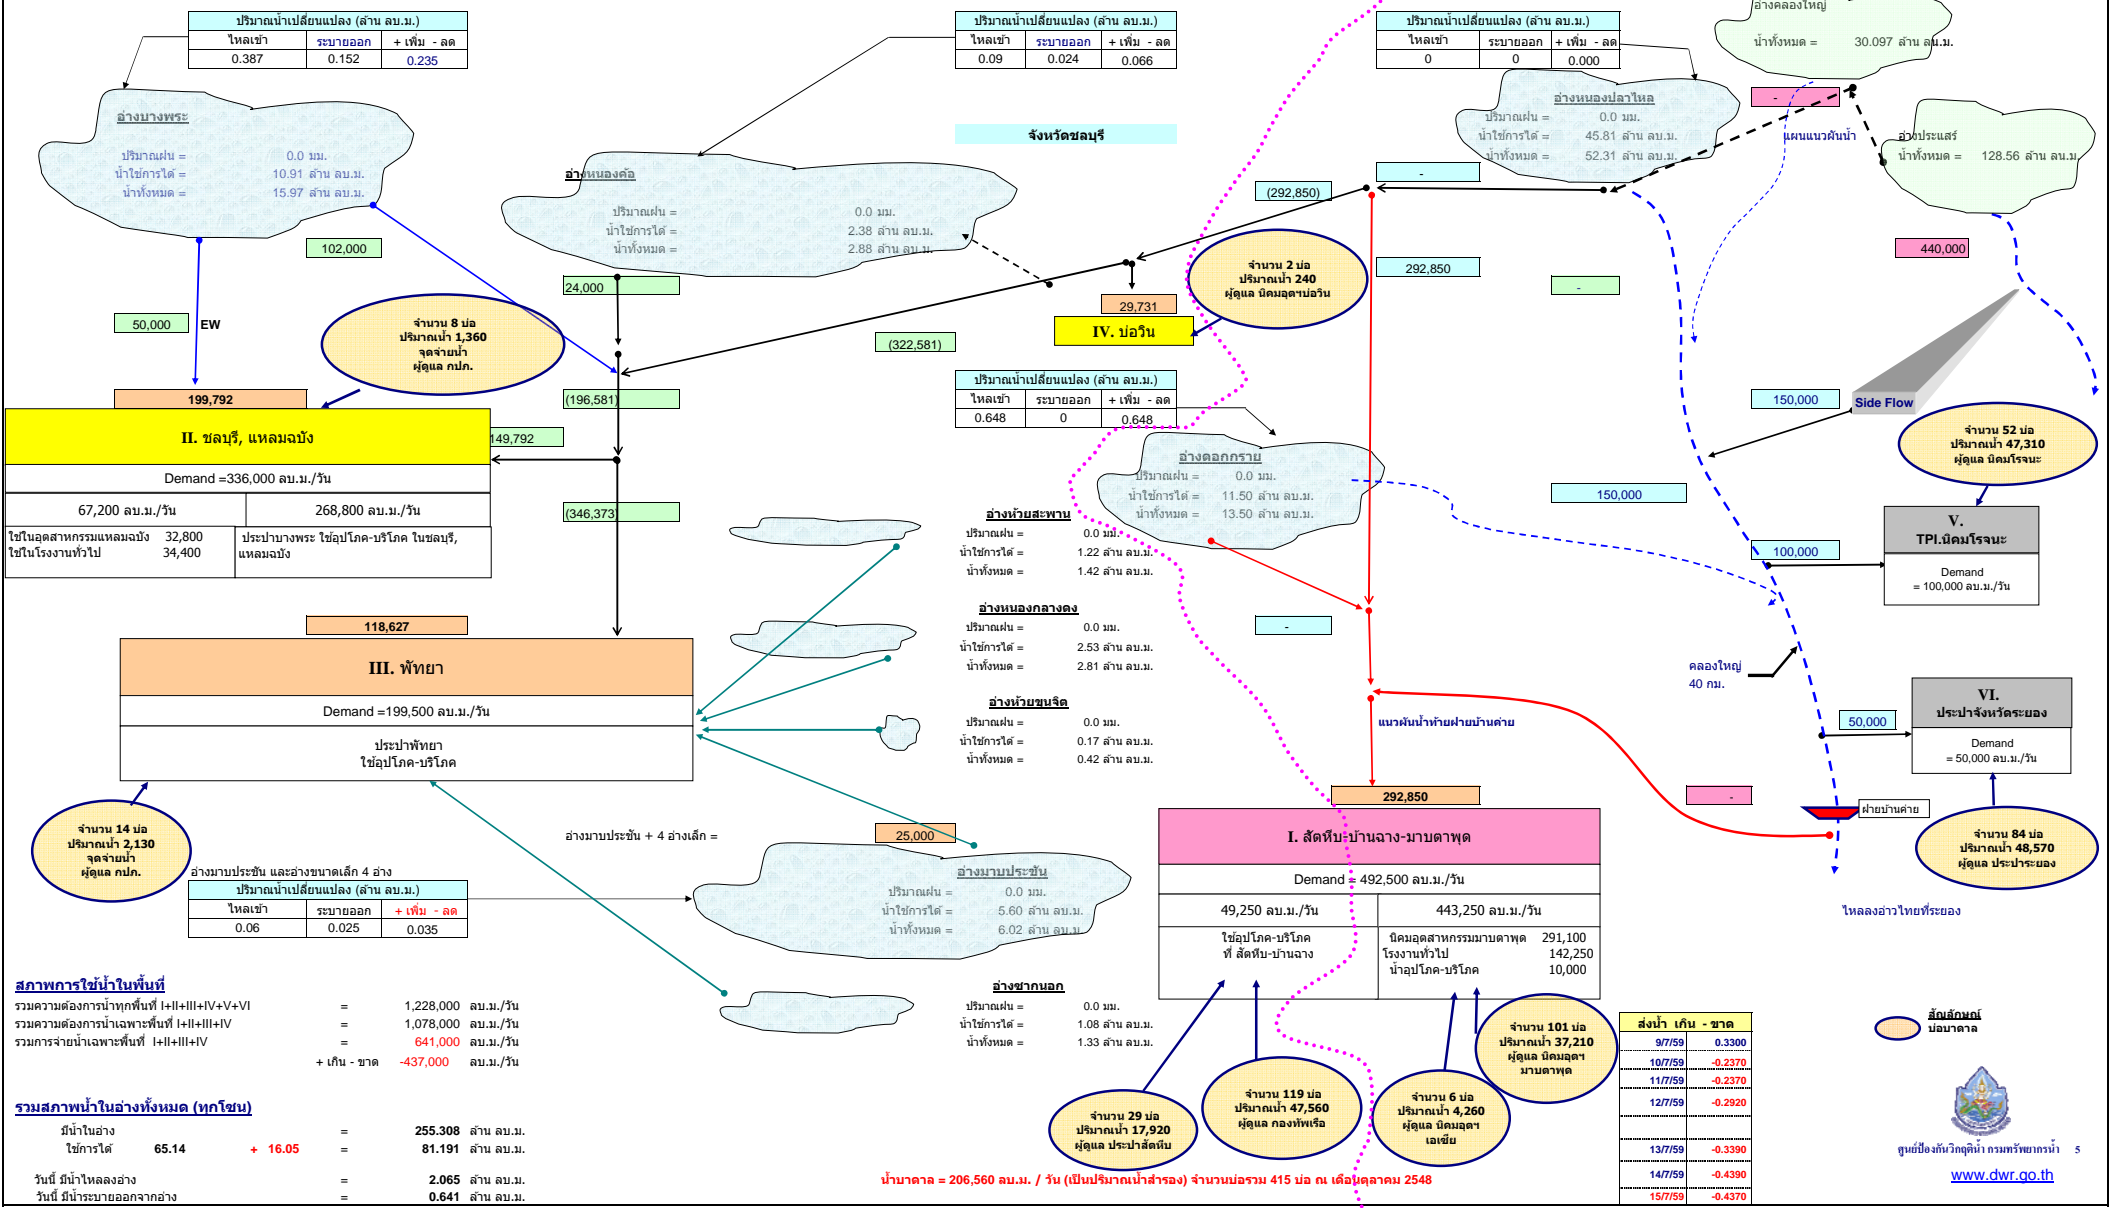 ปริมาณน้ำเปลี่ยนแปลง (ล้าน ลบ.ม.)
ไหลเข้า ระบายออก + เพิ่ม - ลด
0.387 0.152 0.235
ปริมาณน้ำเปลี่ยนแปลง (ล้าน ลบ.ม.)
ไหลเข้า ระบายออก + เพิ่ม - ลด
0.09 0.024 0.066
ปริมาณน้ำเปลี่ยนแปลง (ล้าน ลบ.ม.)
ไหลเข้า ระบายออก + เพิ่ม - ลด
0 0 0.000
อ่างคลองใหญ่
น้ำทั้งหมด = 30.097 ล้าน ลบ.ม.
อ่างบางพระ
ปริมาณฝน = 0.0 มม.
น้ำใช้การได้ = 10.91 ล้าน ลบ.ม.
น้ำทั้งหมด = 15.97 ล้าน ลบ.ม.
จังหวัดชลบุรี
อ่างหนองค้อ
ปริมาณฝน = 0.0 มม.
น้ำใช้การได้ = 2.38 ล้าน ลบ.ม.
น้ำทั้งหมด = 2.88 ล้าน ลบ.ม.
อ่างหนองปลาไหล
ปริมาณฝน = 0.0 มม.
น้ำใช้การได้ = 45.81 ล้าน ลบ.ม.
น้ำทั้งหมด = 52.31 ล้าน ลบ.ม.
-
แผนแนวผันน้ำ
อ่างประแสร์
น้ำทั้งหมด = 128.56 ล้าน ลบ.ม.
-
(292,850)
102,000
24,000
292,850
-
440,000
50,000 EW
จำนวน 8 บ่อ
ปริมาณน้ำ 1,360
จุดจ่ายน้ำ
ผู้ดูแล กปภ.
29,731
IV. บ่อวิน
จำนวน 2 บ่อ
ปริมาณน้ำ 240
ผู้ดูแล นิคมอุตฯบ่อวิน
(322,581)
ปริมาณน้ำเปลี่ยนแปลง (ล้าน ลบ.ม.)
ไหลเข้า ระบายออก + เพิ่ม - ลด
0.648 0 0.648
199,792
(196,581)
150,000
Side Flow
II. ชลบุรี, แหลมฉบัง
149,792
Demand =336,000 ลบ.ม./วัน
67,200 ลบ.ม./วัน 268,800 ลบ.ม./วัน
ใช้ในอุตสาหกรรมแหลมฉบัง 32,800
ใช้ในโรงงานทั่วไป 34,400
ประปาบางพระ ใช้อุปโภค-บริโภค ในชลบุรี,
แหลมฉบัง
(346,373)
อ่างดอกกราย
ปริมาณฝน = 0.0 มม.
น้ำใช้การได้ = 11.50 ล้าน ลบ.ม.
น้ำทั้งหมด = 13.50 ล้าน ลบ.ม.
จำนวน 52 บ่อ
ปริมาณน้ำ 47,310
ผู้ดูแล นิคมโรจนะ
150,000
V.
TPI.นิคมโรจนะ
Demand
= 100,000 ลบ.ม./วัน
100,000
อ่างห้วยสะพาน
ปริมาณฝน = 0.0 มม.
น้ำใช้การได้ = 1.22 ล้าน ลบ.ม.
น้ำทั้งหมด = 1.42 ล้าน ลบ.ม.
อ่างหนองกลางดง
ปริมาณฝน = 0.0 มม.
น้ำใช้การได้ = 2.53 ล้าน ลบ.ม.
น้ำทั้งหมด = 2.81 ล้าน ลบ.ม.
-
118,627
III. พัทยา
Demand =199,500 ลบ.ม./วัน
ประปาพัทยา
ใช้อุปโภค-บริโภค
อ่างห้วยขุนจิต
ปริมาณฝน = 0.0 มม.
น้ำใช้การได้ = 0.17 ล้าน ลบ.ม.
น้ำทั้งหมด = 0.42 ล้าน ลบ.ม.
แนวผันน้ำท้ายฝายบ้านค่าย
คลองใหญ่
40 กม.
VI.
ประปาจังหวัดระยอง
Demand
= 50,000 ลบ.ม./วัน
50,000
-
ฝายบ้านค่าย
จำนวน 84 บ่อ
ปริมาณน้ำ 48,570
ผู้ดูแล ประปาระยอง
ไหลลงอ่าวไทยที่ระยอง
จำนวน 14 บ่อ
ปริมาณน้ำ 2,130
จุดจ่ายน้ำ
ผู้ดูแล กปภ.
อ่างมาบประชัน + 4 อ่างเล็ก = 25,000
อ่างมาบประชัน และอ่างขนาดเล็ก 4 อ่าง
ปริมาณน้ำเปลี่ยนแปลง (ล้าน ลบ.ม.)
ไหลเข้า ระบายออก + เพิ่ม - ลด
0.06 0.025 0.035
อ่างมาบประชัน
ปริมาณฝน = 0.0 มม.
น้ำใช้การได้ = 5.60 ล้าน ลบ.ม.
น้ำทั้งหมด = 6.02 ล้าน ลบ.ม.
292,850
I. สัตหีบ-บ้านฉาง-มาบตาพุด
Demand = 492,500 ลบ.ม./วัน
49,250 ลบ.ม./วัน 443,250 ลบ.ม./วัน
ใช้อุปโภค-บริโภค
ที่ สัตหีบ-บ้านฉาง
นิคมอุตสาหกรรมมาบตาพุด 291,100
โรงงานทั่วไป 142,250
น้ำอุปโภค-บริโภค 10,000
อ่างซากนอก
ปริมาณฝน = 0.0 มม.
น้ำใช้การได้ = 1.08 ล้าน ลบ.ม.
น้ำทั้งหมด = 1.33 ล้าน ลบ.ม.
สภาพการใช้น้ำในพื้นที่
รวมความต้องการน้ำทุกพื้นที่ I+II+III+IV+V+VI = 1,228,000 ลบ.ม./วัน
รวมความต้องการน้ำเฉพาะพื้นที่ I+II+III+IV = 1,078,000 ลบ.ม./วัน
รวมการจ่ายน้ำเฉพาะพื้นที่ I+II+III+IV = 641,000 ลบ.ม./วัน
+ เกิน - ขาด -437,000 ลบ.ม./วัน
รวมสภาพน้ำในอ่างทั้งหมด (ทุกโซน)
มีน้ำในอ่าง = 255.308 ล้าน ลบ.ม.
ใช้การได้ 65.14 + 16.05 = 81.191 ล้าน ลบ.ม.
วันนี้ มีน้ำไหลลงอ่าง = 2.065 ล้าน ลบ.ม.
วันนี้ มีน้ำระบายออกจากอ่าง = 0.641 ล้าน ลบ.ม.
จำนวน 29 บ่อ
ปริมาณน้ำ 17,920
ผู้ดูแล ประปาสัตหีบ
จำนวน 119 บ่อ
ปริมาณน้ำ 47,560
ผู้ดูแล กองทัพเรือ
จำนวน 6 บ่อ
ปริมาณน้ำ 4,260
ผู้ดูแล นิคมอุตฯ
เอเซีย
จำนวน 101 บ่อ
ปริมาณน้ำ 37,210
ผู้ดูแล นิคมอุตฯ
มาบตาพุด
น้ำบาดาล = 206,560 ลบ.ม. / วัน (เป็นปริมาณน้ำสำรอง) จำนวนบ่อรวม 415 บ่อ ณ เดือนตุลาคม 2548
ส่งน้ำ เกิน - ขาด
9/7/59 0.3300
10/7/59 -0.2370
11/7/59 -0.2370
12/7/59 -0.2920
13/7/59 -0.3390
14/7/59 -0.4390
15/7/59 -0.4370
สัญลักษณ์
บ่อบาดาล
ศูนย์ป้องกันวิกฤติน้ำ กรมทรัพยากรน้ำ 5
www.dwr.go.th